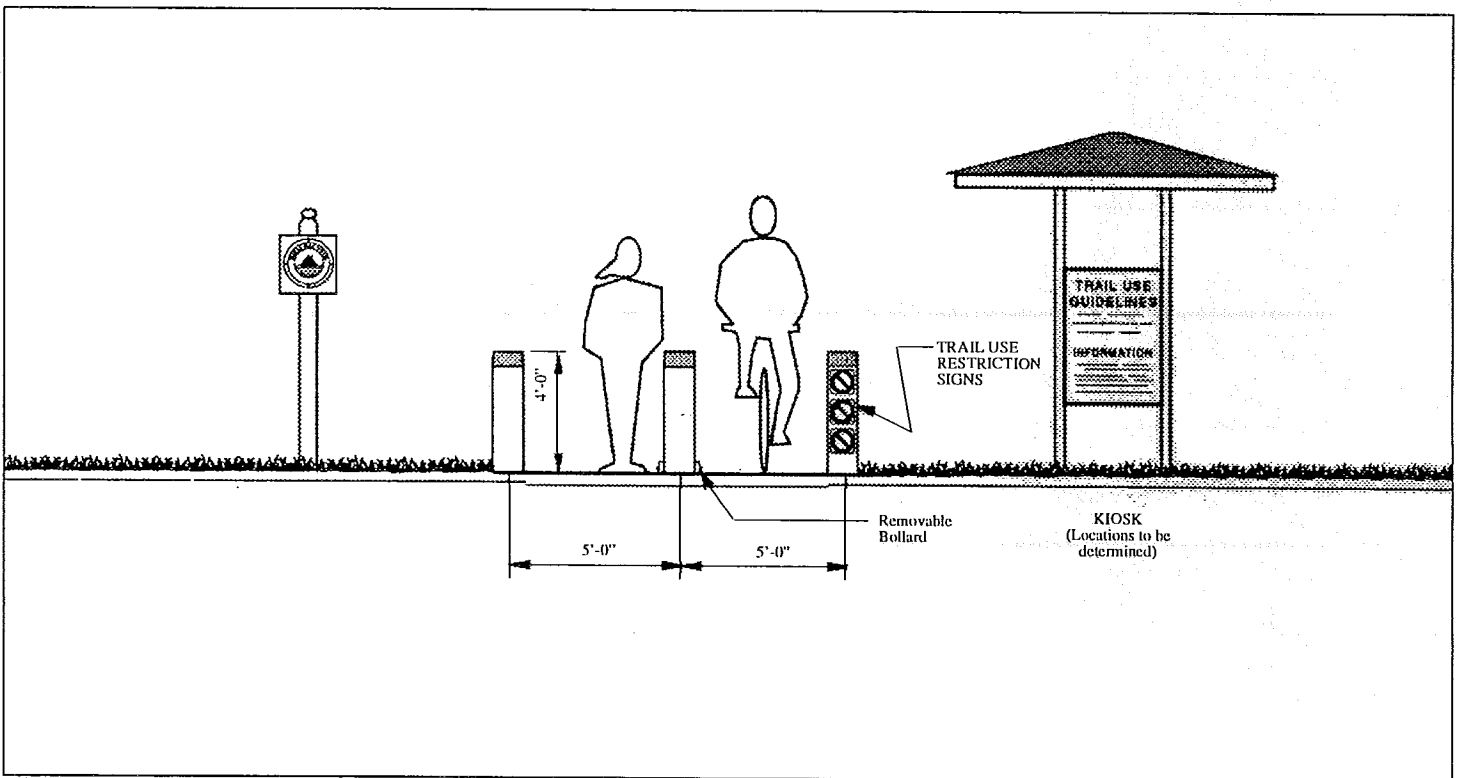 TRAIL USE
GUIDELINES
INFORMATION
4'-0"
TRAIL USE
RESTRICTION
SIGNS
Removable
Bollard
KIOSK
(Locations to be
determined)
5'-0"
5'-0"